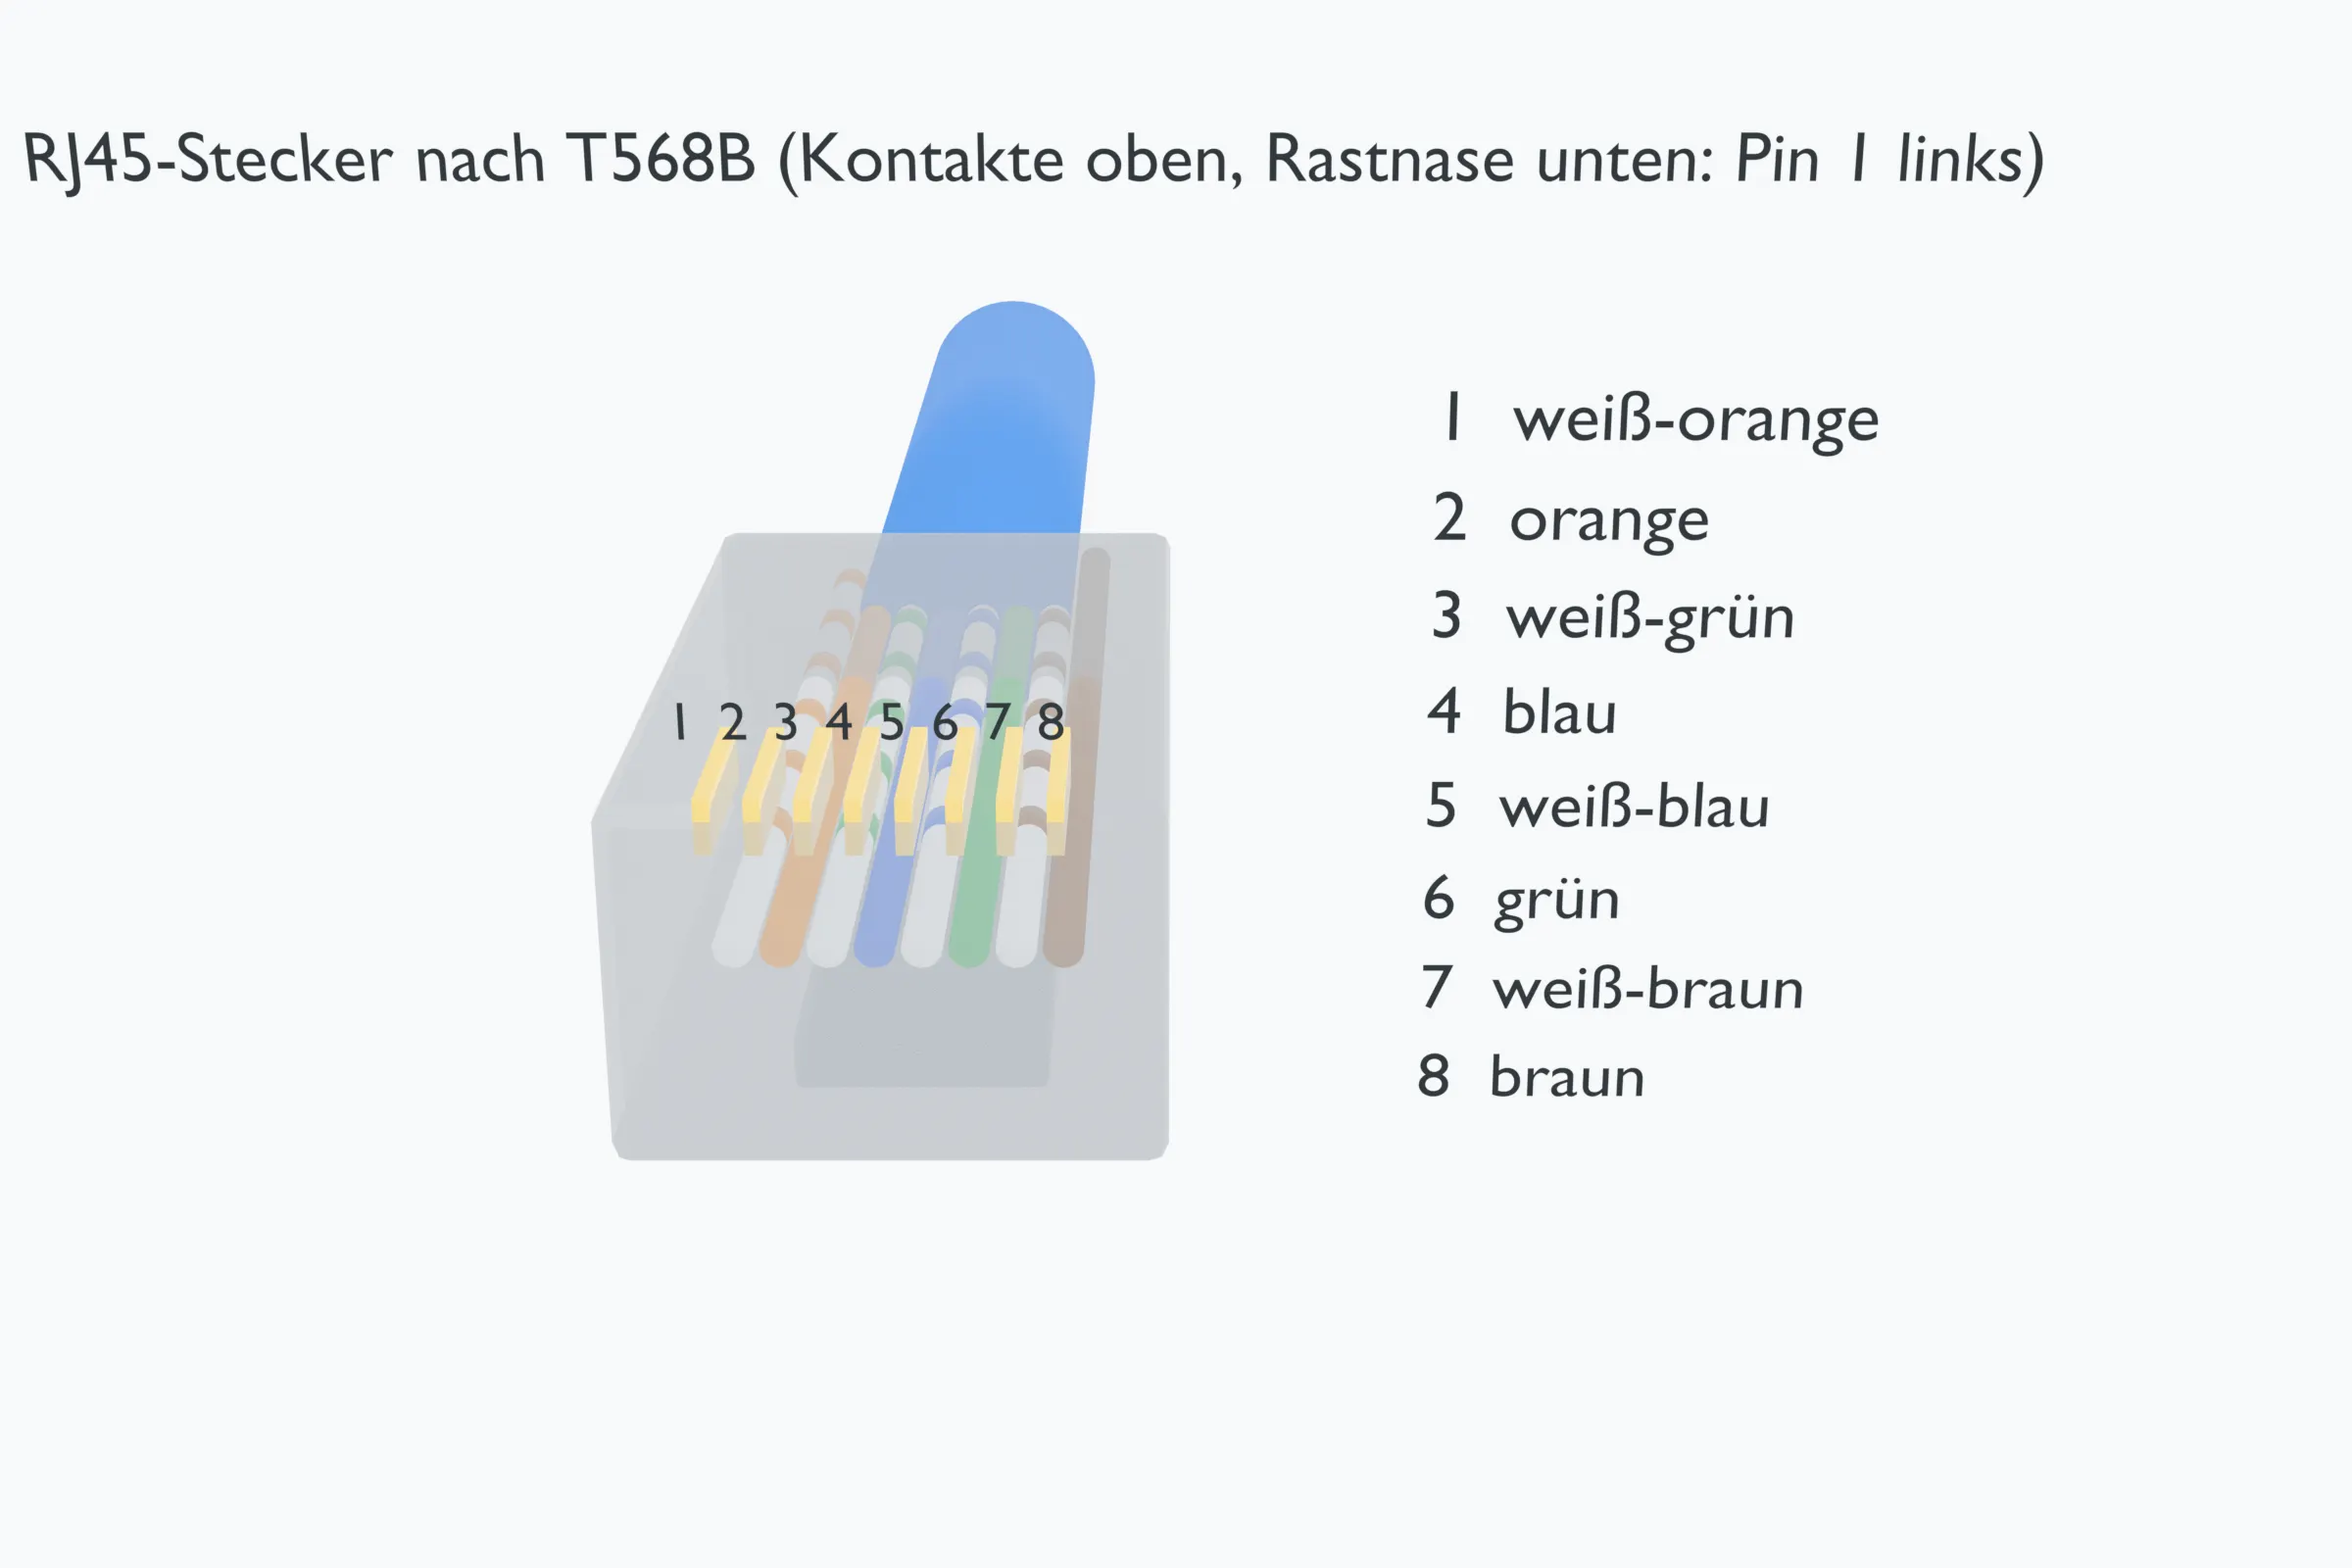 RJ45-Stecker nach T568B (Kontakte oben, Rastnase unten: Pin 1 links)
1 2 3 4 5 6 7 8
1 weiß-orange
2 orange
3 weiß-grün
4 blau
5 weiß-blau
6 grün
7 weiß-braun
8 braun